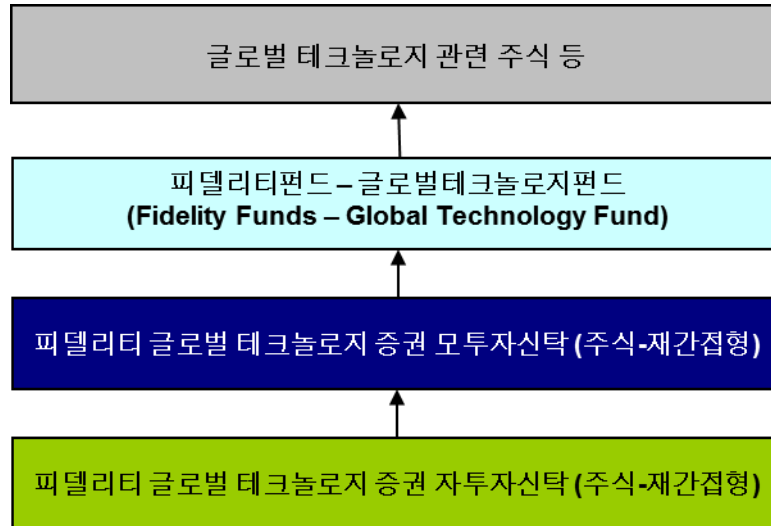 글로벌 테크놀로지 관련 주식 등
피델리티펀드 – 글로벌테크놀로지펀드
(Fidelity Funds – Global Technology Fund)
피델리티 글로벌 테크놀로지 증권 모투자신탁 (주식-재간접형)
피델리티 글로벌 테크놀로지 증권 자투자신탁 (주식-재간접형)